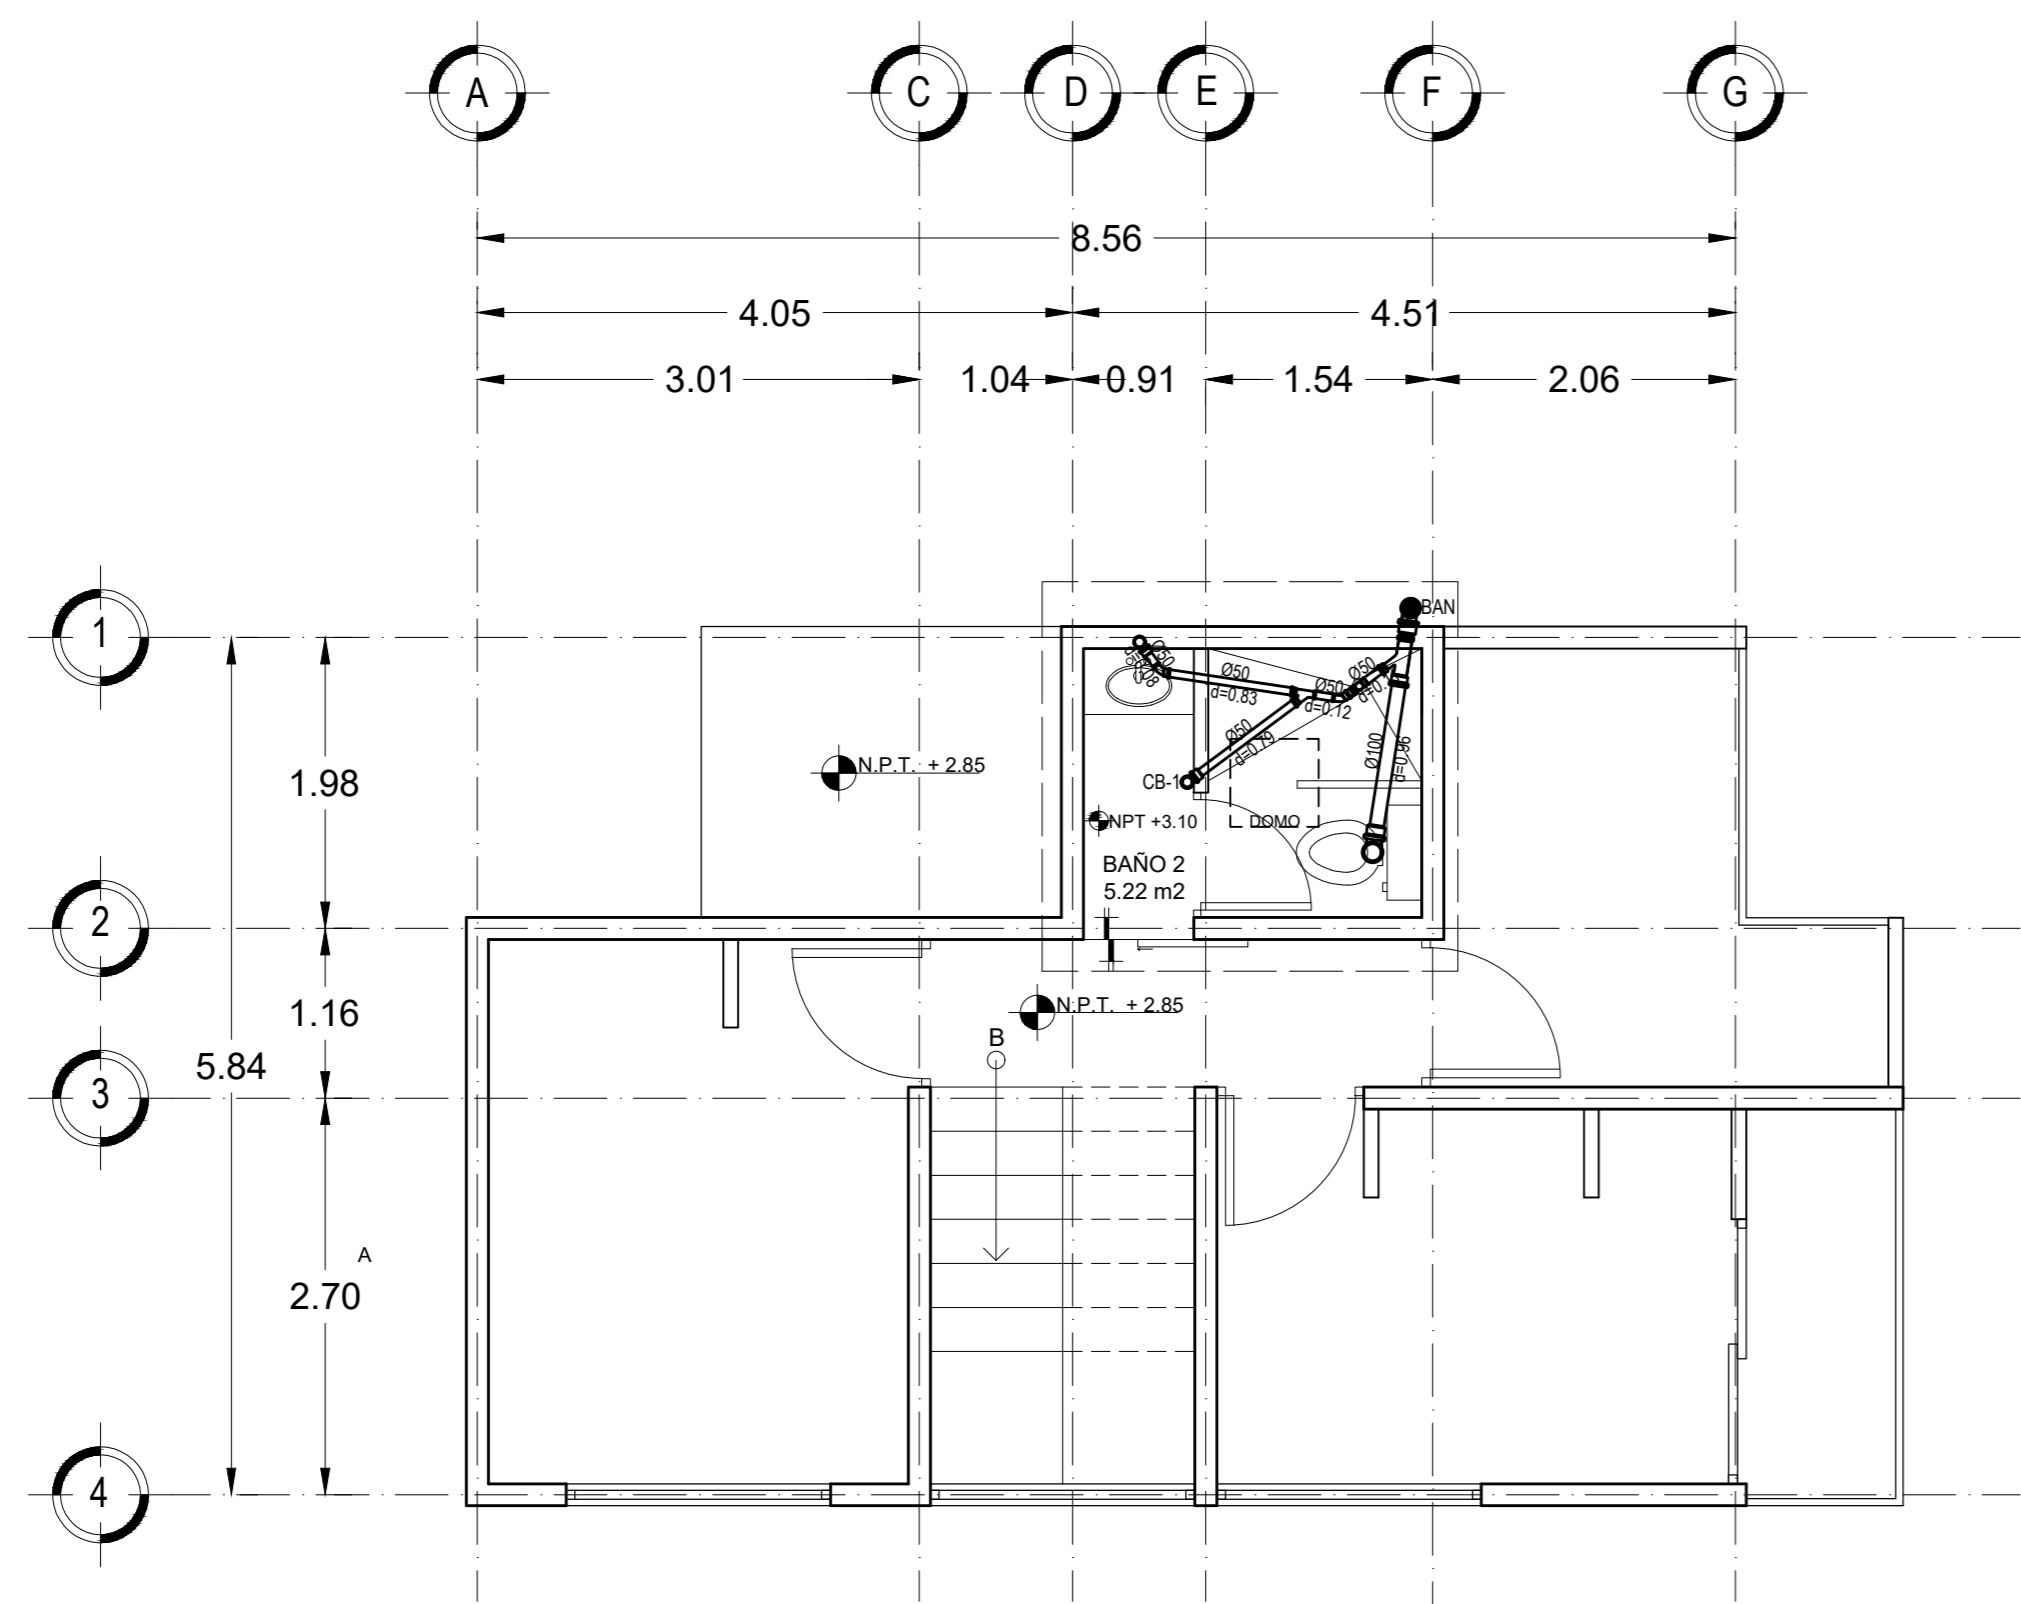 A C D E F G
8.56
4.05 4.51
3.01 1.04 0.91 1.54 2.06
1
2
3
4
1.98
1.16
5.84
2.70
A
BAN
Ø50
Ø50
d=0.83
Ø50
d=0.12
Ø50
Ø50
d=0.79
Ø100
d=0.96
CB-1
N.P.T. + 2.85
NPT +3.10
DOMO
BAÑO 2
5.22 m2
N.P.T. + 2.85
B